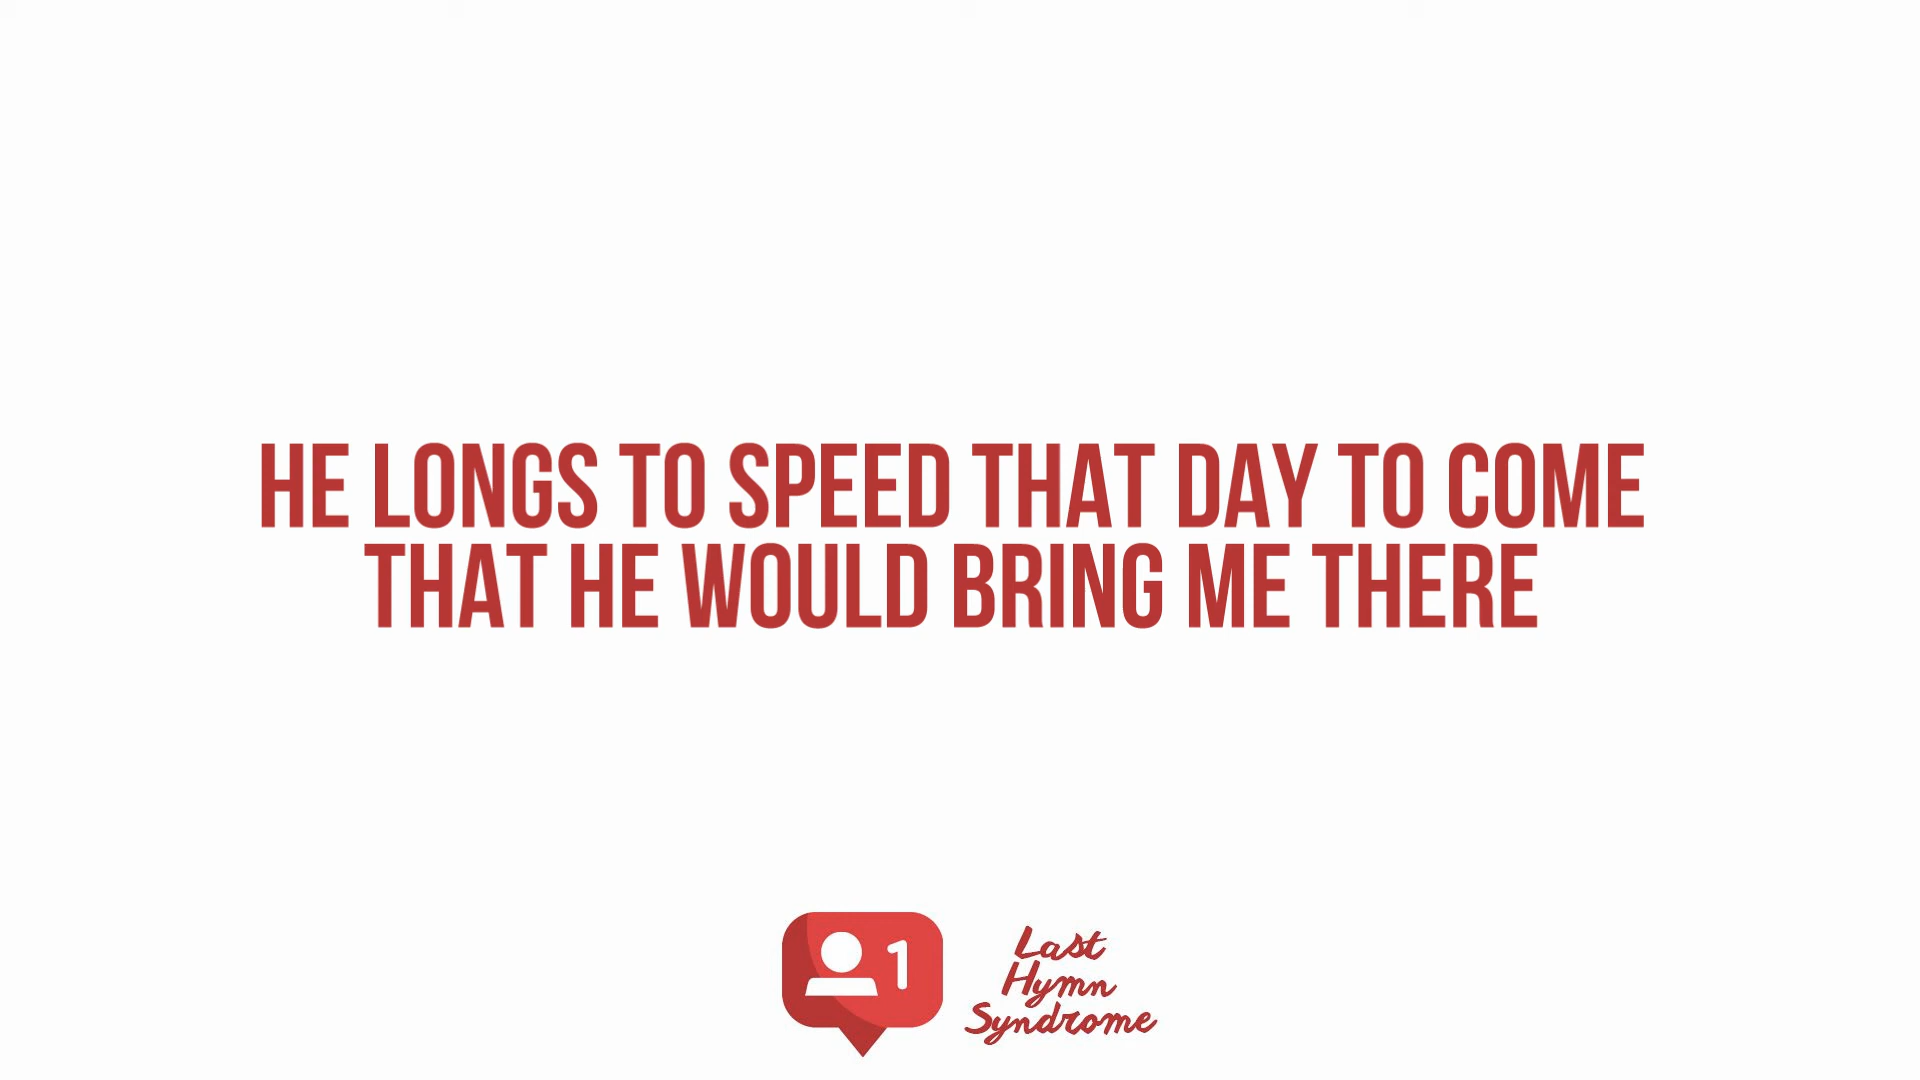 HE LONGS TO SPEED THAT DAY TO COME
THAT HE WOULD BRING ME THERE
1
Last
Hymn
Syndrome